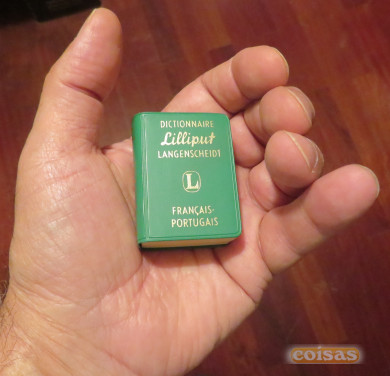 DICTIONNAIRE
Lilliput
LANGENSCHEIDT
L
FRANÇAIS-
PORTUGAIS
coisas